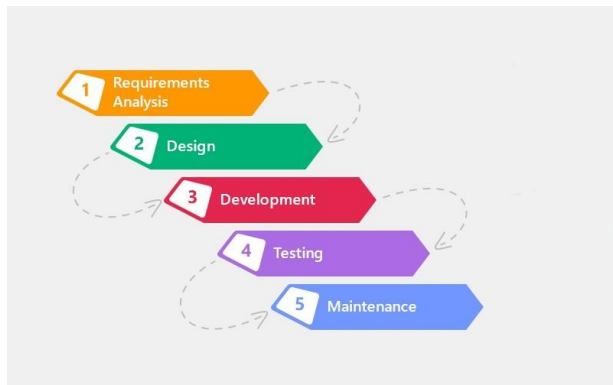 1
Requirements
Analysis
2
Design
3
Development
4
Testing
5
Maintenance